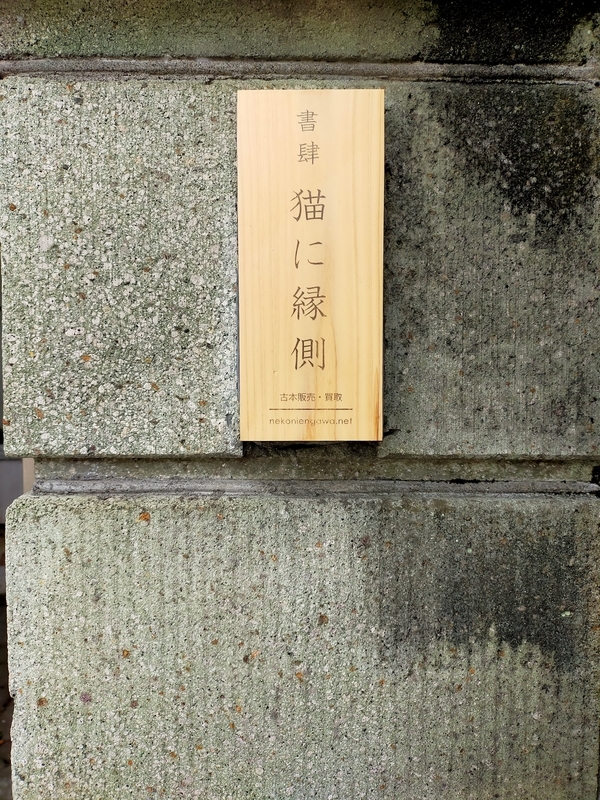 書肆
猫に縁側
古本販売・買取
nekoniengawa.net